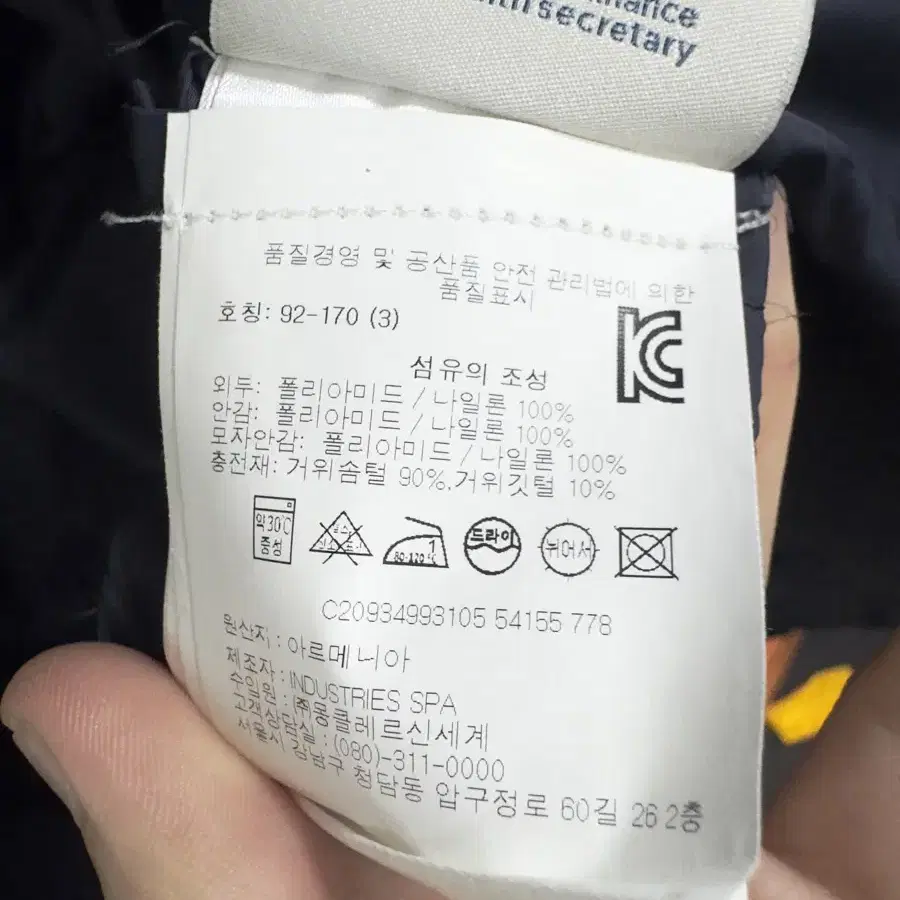 secretary
품질경영 및 공산품 안전 관리법에 의한
품질표시
호칭: 92-170 (3)
섬유의 조성
외투: 폴리아미드 / 나일론 100%
안감: 폴리아미드 / 나일론 100%
모자안감: 폴리아미드 / 나일론 100%
충전재: 거위솜털 90%,거위깃털 10%
약30℃
중성
80-120℃
1
드라이
뉘어서
C20934993105 54155 778
원산지: 아르메니아
제조자: INDUSTRIES SPA
수입원: ㈜몽클레르신세계
고객상담실: (080)-311-0000
서울시 강남구 청담동 압구정로 60길 26 2층